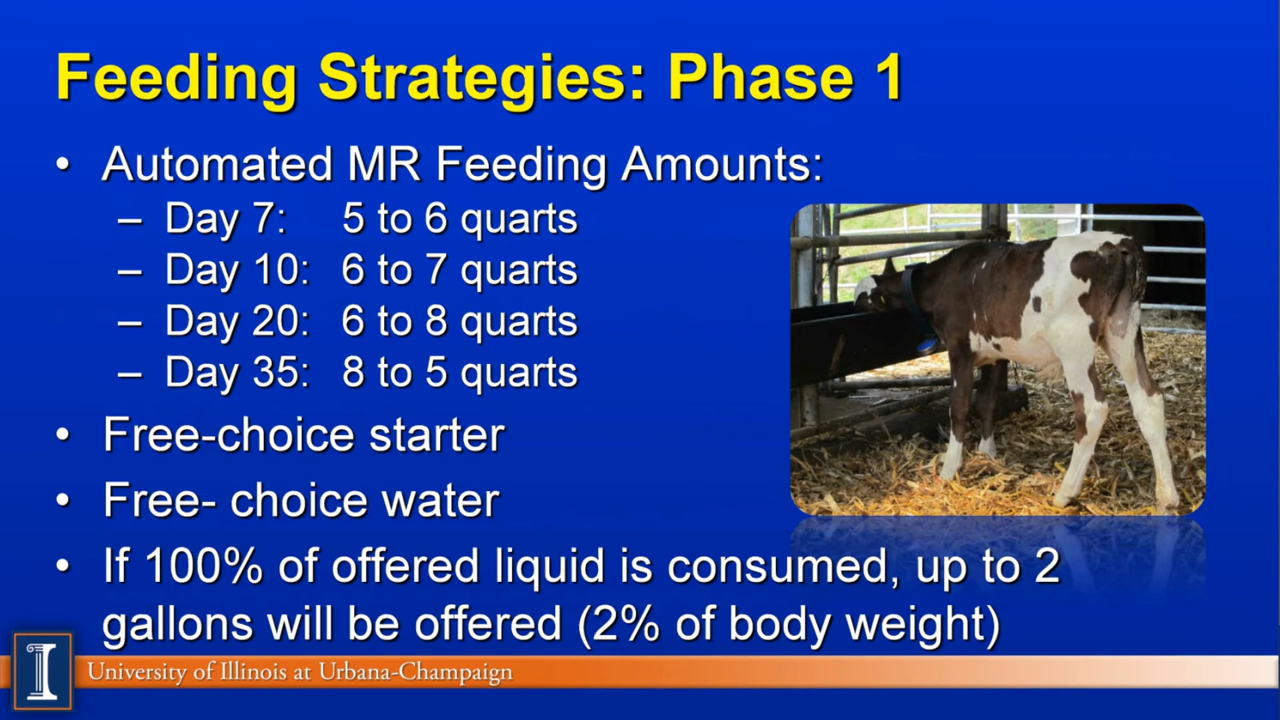 Feeding Strategies: Phase 1
• Automated MR Feeding Amounts:
– Day 7: 5 to 6 quarts
– Day 10: 6 to 7 quarts
– Day 20: 6 to 8 quarts
– Day 35: 8 to 5 quarts
• Free-choice starter
• Free- choice water
• If 100% of offered liquid is consumed, up to 2
gallons will be offered (2% of body weight)
I
University of Illinois at Urbana-Champaign